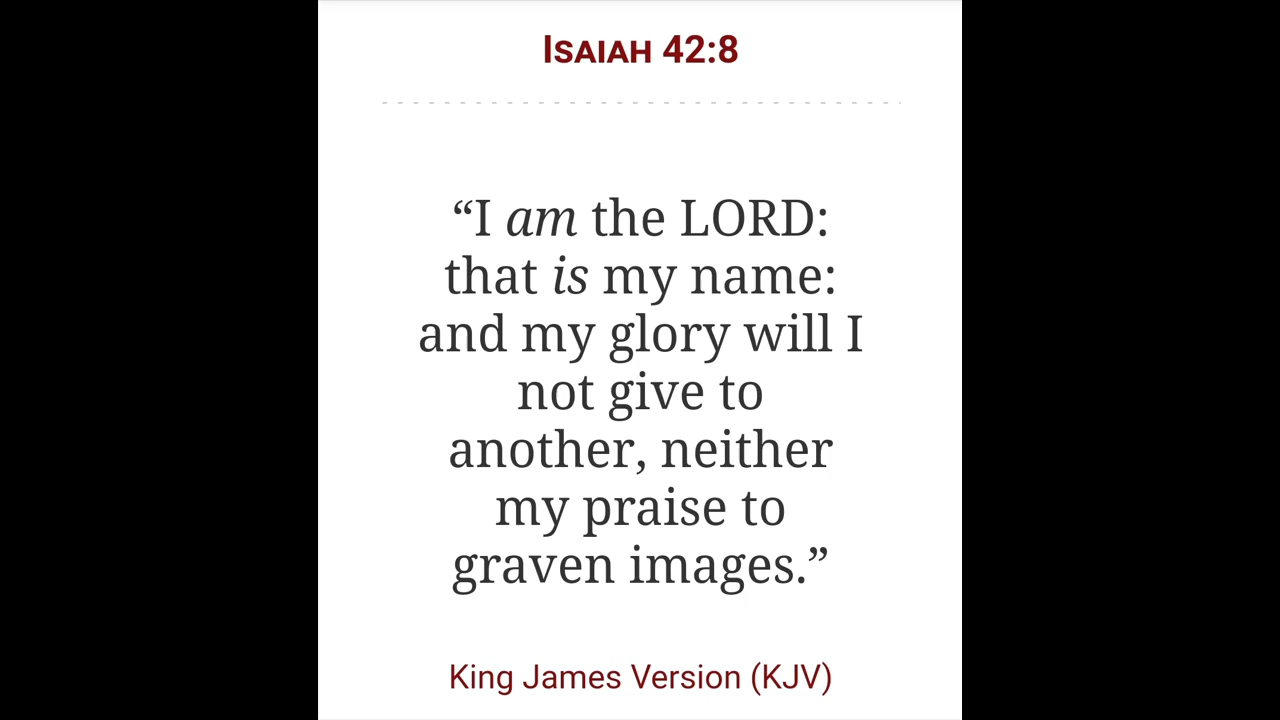 Isaiah 42:8
“I am the LORD:
that is my name:
and my glory will I
not give to
another, neither
my praise to
graven images.”
King James Version (KJV)